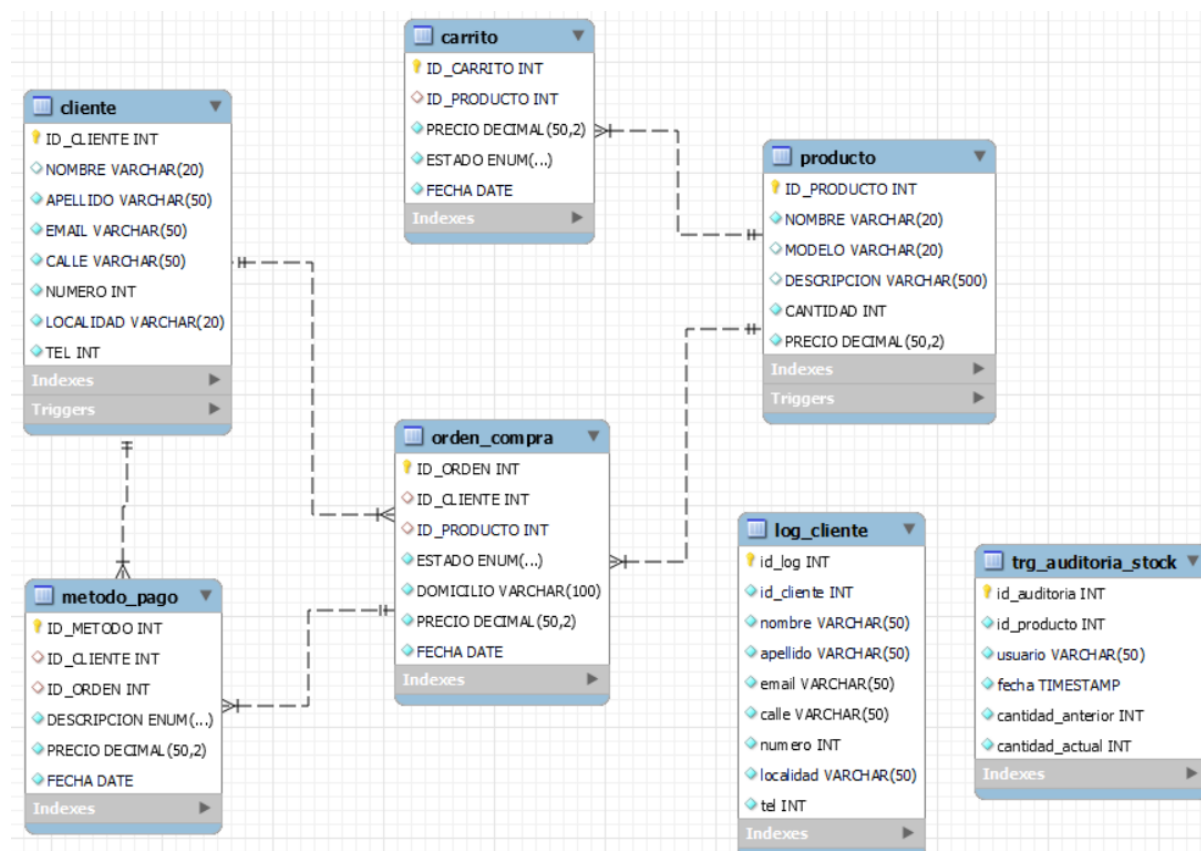 carrito
ID_CARRITO INT
ID_PRODUCTO INT
PRECIO DECIMAL(50,2)
ESTADO ENUM(...)
FECHA DATE
Indexes
cliente
ID_CLIENTE INT
NOMBRE VARCHAR(20)
APELLIDO VARCHAR(50)
EMAIL VARCHAR(50)
CALLE VARCHAR(50)
NUMERO INT
LOCALIDAD VARCHAR(20)
TEL INT
Indexes
Triggers
producto
ID_PRODUCTO INT
NOMBRE VARCHAR(20)
MODELO VARCHAR(20)
DESCRIPCION VARCHAR(500)
CANTIDAD INT
PRECIO DECIMAL(50,2)
Indexes
Triggers
orden_compra
ID_ORDEN INT
ID_CLIENTE INT
ID_PRODUCTO INT
ESTADO ENUM(...)
DOMICILIO VARCHAR(100)
PRECIO DECIMAL(50,2)
FECHA DATE
Indexes
metodo_pago
ID_METODO INT
ID_CLIENTE INT
ID_ORDEN INT
DESCRIPCION ENUM(...)
PRECIO DECIMAL(50,2)
FECHA DATE
Indexes
log_cliente
id_log INT
id_cliente INT
nombre VARCHAR(50)
apellido VARCHAR(50)
email VARCHAR(50)
calle VARCHAR(50)
numero INT
localidad VARCHAR(50)
tel INT
Indexes
trg_auditoria_stock
id_auditoria INT
id_producto INT
usuario VARCHAR(50)
fecha TIMESTAMP
cantidad_anterior INT
cantidad_actual INT
Indexes